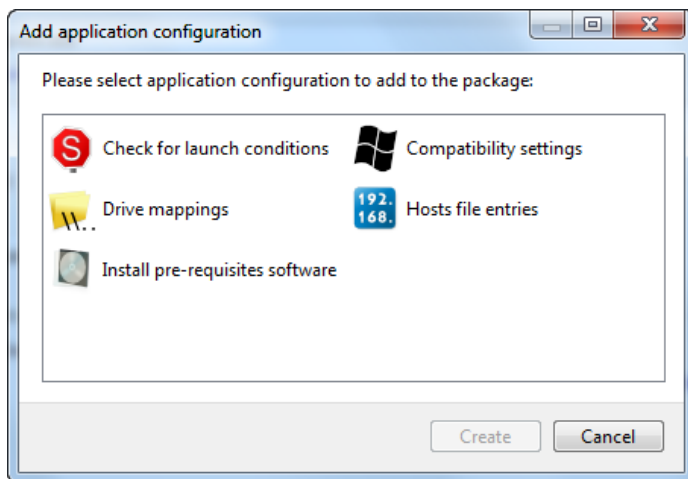 Add application configuration
Please select application configuration to add to the package:
S Check for launch conditions
Compatibility settings
\\.. Drive mappings
192.
168. Hosts file entries
Install pre-requisites software
Create Cancel